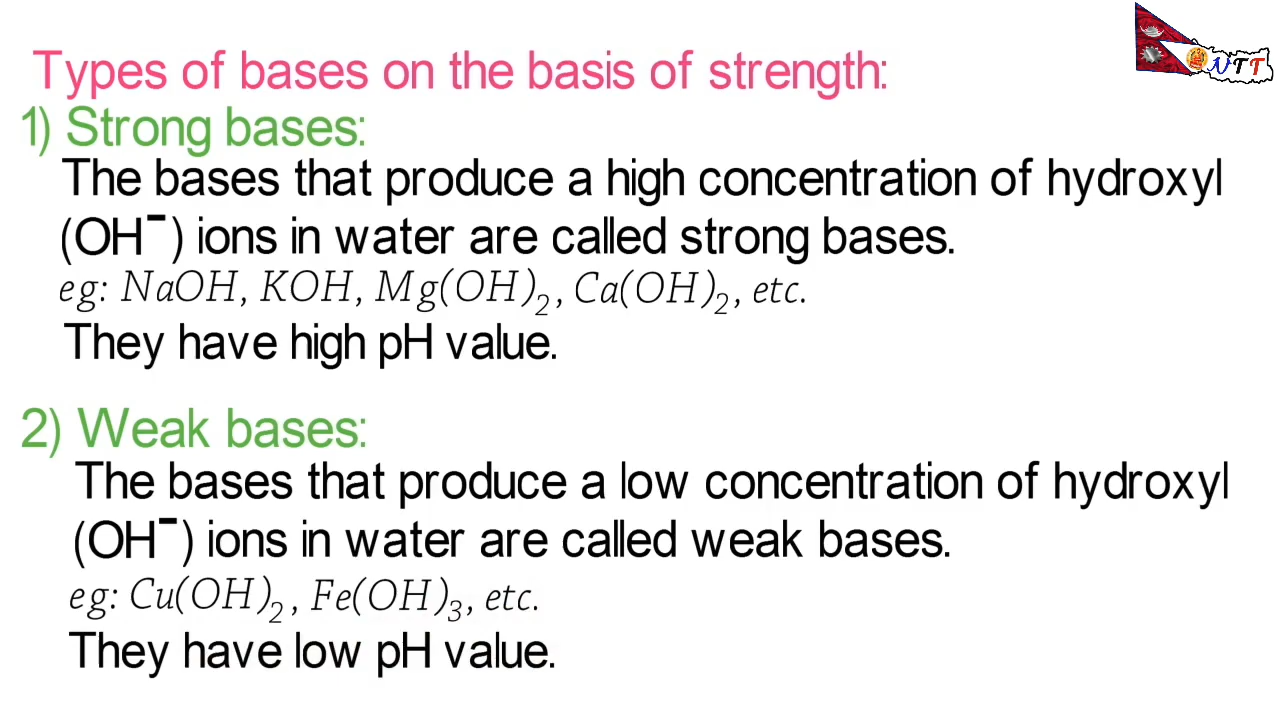 NTT
Types of bases on the basis of strength:
1) Strong bases:
The bases that produce a high concentration of hydroxyl
(OH⁻) ions in water are called strong bases.
eg: NaOH, KOH, Mg(OH)₂, Ca(OH)₂, etc.
They have high pH value.
2) Weak bases:
The bases that produce a low concentration of hydroxyl
(OH⁻) ions in water are called weak bases.
eg: Cu(OH)₂, Fe(OH)₃, etc.
They have low pH value.